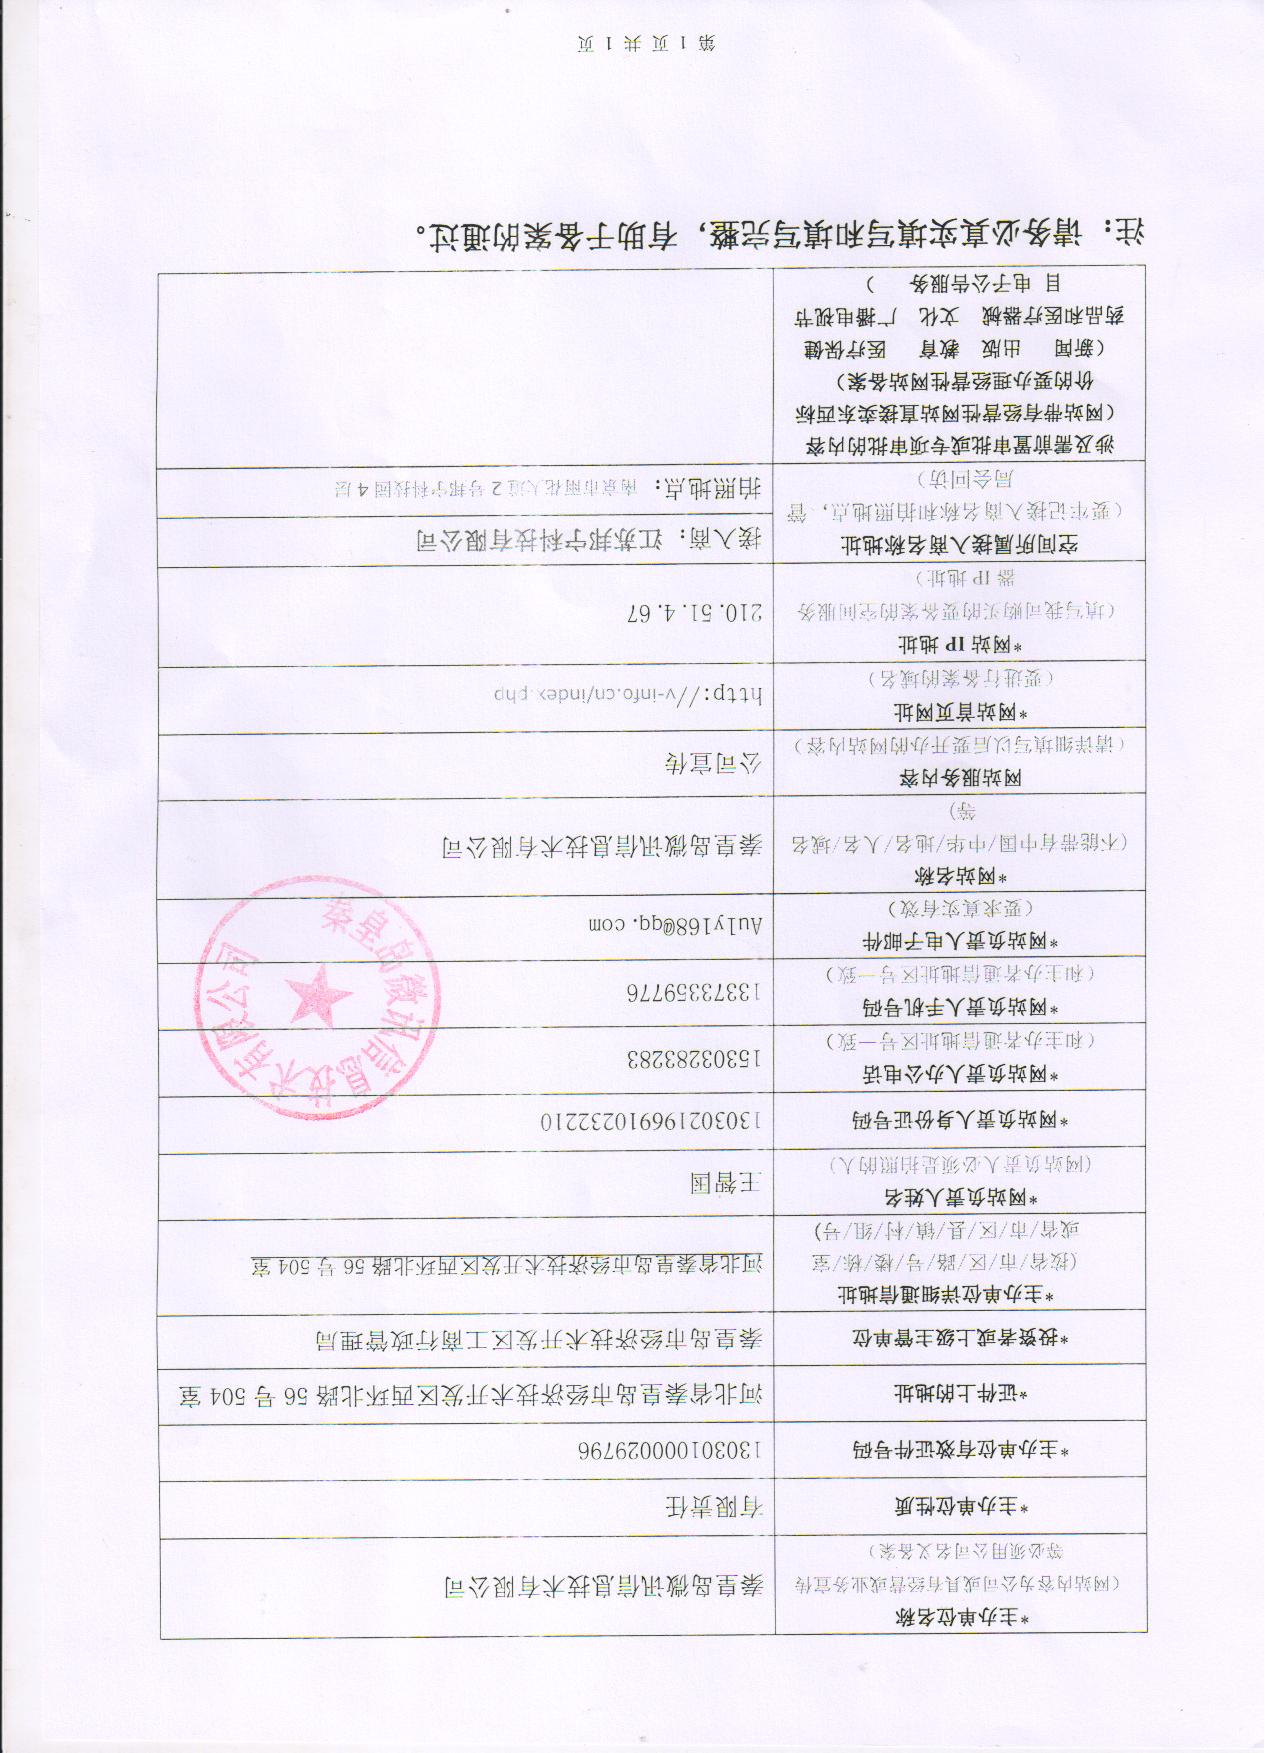 *主办单位名称
(网站内容为公司或具有经营或业务宣传
等必须用公司名义备案)
秦皇岛微讯信息技术有限公司
*主办单位性质
有限责任
*主办单位有效证件号码
130301000029796
*证件上的地址
河北省秦皇岛市经济技术开发区西环北路 56 号 504 室
*投资者或上级主管单位
秦皇岛市经济技术开发区工商行政管理局
*主办单位详细通信地址
(按省/市/区/路/号/楼/栋/室
或省/市/区/县/镇/村/组/号)
河北省秦皇岛市经济技术开发区西环北路 56 号 504 室
*网站负责人姓名
(网站负责人必须是拍照的人)
王智国
*网站负责人身份证号码
130302196910232210
*网站负责人办公电话
(和主办者通信地址区号一致)
15303283283
*网站负责人手机号码
(和主办者通信地址区号一致)
13373359776
*网站负责人电子邮件
(要求真实有效)
Auly168@qq.com
*网站名称
(不能带有中国/中华/地名/人名/域名
等)
秦皇岛微讯信息技术有限公司
网站服务内容
(请详细填写以后要开办的网站内容)
公司宣传
*网站首页网址
(要进行备案的域名)
http://v-info.cn/index.php
*网站 IP 地址
(填写我司购买的要备案的空间服务
器 IP 地址)
210.51.4.67
空间所属接入商名称地址
(要牢记接入商名称和拍照地点，管
局会回访)
接入商：江苏邦宁科技有限公司
拍照地点：南京市雨花大道 2 号邦宁科技园 4 层
涉及需前置审批或专项审批的内容
(网站带有经营性网站直接卖东西标
价的要办理经营性网站备案)
(新闻 出版 教育 医疗保健
药品和医疗器械 文化 广播电视节
目 电子公告服务 )
注：请务必真实填写和填写完整，有助于备案的通过。
第 1 页 共 1 页
秦皇岛微讯信息技术有限公司